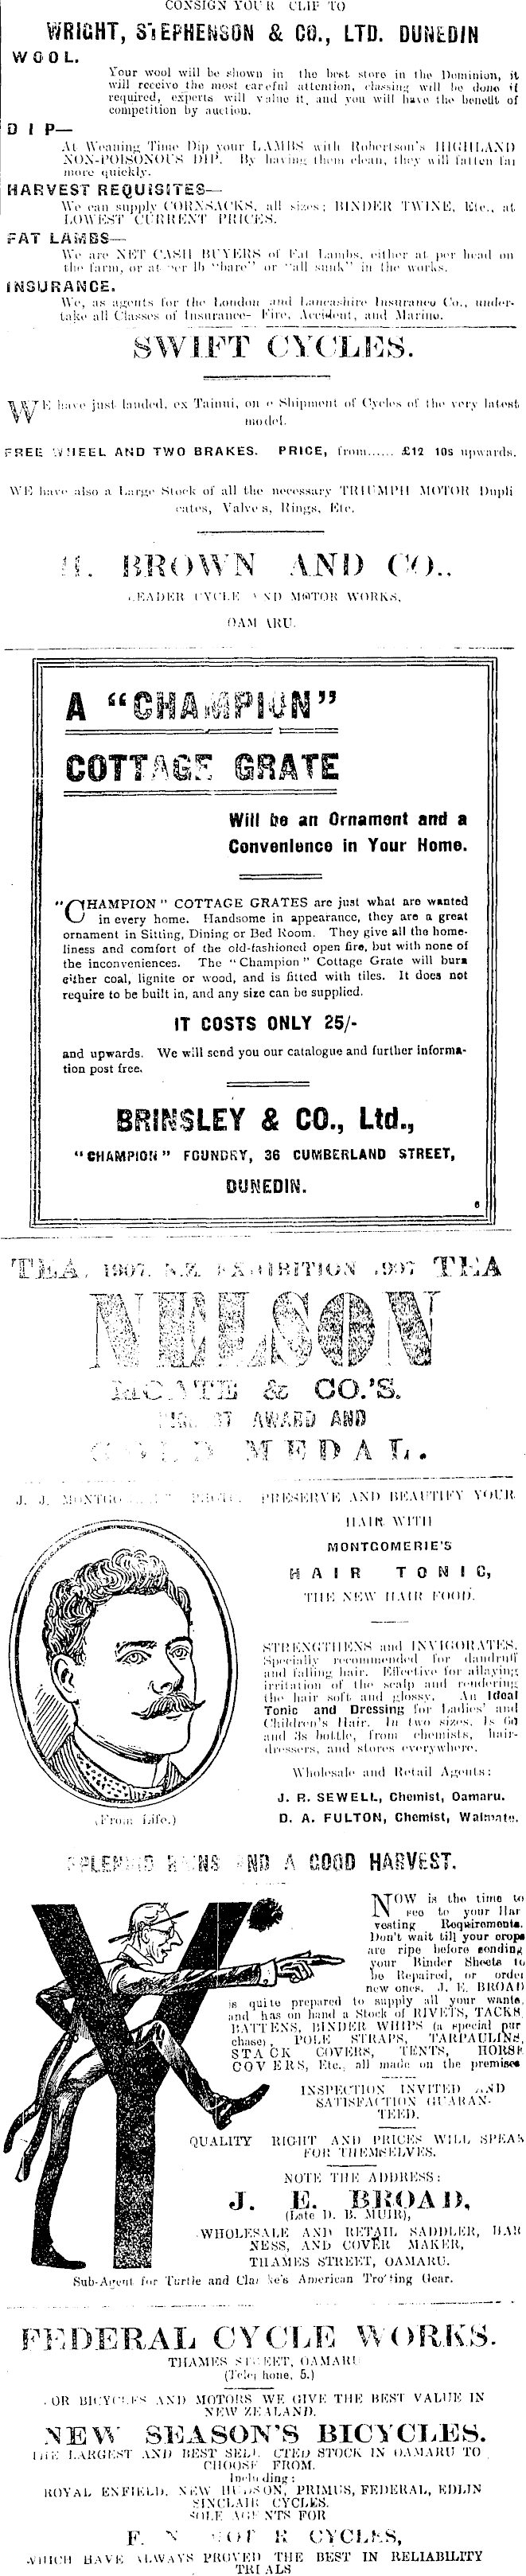 CONSIGN YOUR CLIP TO
WRIGHT, STEPHENSON & CO., LTD. DUNEDIN
WOOL.
Your wool will be shown in the best store in the Dominion, it
will receive the most careful attention, classing will be done if
required, experts will value it, and you will have the benefit of
competition by auction.
DIP—
At Weaning Time Dip your LAMBS with Robertson's HIGHLAND
NON-POISONOUS DIP. By having them clean, they will fatten far
more quickly.
HARVEST REQUISITES—
We can supply CORNSACKS, all sizes; BINDER TWINE, Etc., at
LOWEST CURRENT PRICES.
FAT LAMBS—
We are NET CASH BUYERS of Fat Lambs, either at per head on
the farm, or at per lb "bare" or "all sunk" in the works.
INSURANCE.
We, as agents for the London and Lancashire Insurance Co., under-
take all Classes of Insurance— Fire, Accident, and Marine.
SWIFT CYCLES.
WE have just landed, ex Tainui, one Shipment of Cycles of the very latest
model.
FREE WHEEL AND TWO BRAKES. PRICE, from...... £12 10s upwards.
WE have also a Large Stock of all the necessary TRIUMPH MOTOR Dupli
cates, Valves, Rings, Etc.
H. BROWN AND CO.,
LEADER CYCLE AND MOTOR WORKS,
OAMARU.
A "CHAMPION"
COTTAGE GRATE
Will be an Ornament and a
Convenience in Your Home.
"CHAMPION" COTTAGE GRATES are just what are wanted
in every home. Handsome in appearance, they are a great
ornament in Sitting, Dining or Bed Room. They give all the home-
liness and comfort of the old-fashioned open fire, but with none of
the inconveniences. The "Champion" Cottage Grate will burn
either coal, lignite or wood, and is fitted with tiles. It does not
require to be built in, and any size can be supplied.
IT COSTS ONLY 25/-
and upwards. We will send you our catalogue and further informa-
tion post free.
BRINSLEY & CO., Ltd.,
"CHAMPION" FOUNDRY, 36 CUMBERLAND STREET,
DUNEDIN.
6
TEA. 1907. N.Z. EXHIBITION 1907 TEA
NELSON
MOATE & CO.'S.
AWARD AND
GOLD MEDAL.
J. J. PRESERVE AND BEAUTIFY YOUR
HAIR WITH
MONTGOMERIE'S
HAIR TONIC,
THE NEW HAIR FOOD.
STRENGTHENS and INVIGORATES.
Specially recommended for dandruff
and falling hair. Effective for allaying
irritation of the scalp and rendering
the hair soft and glossy. An Ideal
Tonic and Dressing for Ladies' and
Children's Hair. In two sizes, 1s 6d
and 3s bottle, from chemists, hair-
dressers, and stores everywhere.
Wholesale and Retail Agents:
J. R. SEWELL, Chemist, Oamaru.
D. A. FULTON, Chemist, Waimate.
(From Life.)
SPLENDID RAINS AND A GOOD HARVEST.
NOW is the time to
see to your Har
vesting Requirements.
Don't wait till your crops
are ripe before sending
your Binder Sheets to
be Repaired, or order
new ones. J. E. BROAD
is quite prepared to supply all your wants,
and has on hand a Stock of RIVETS, TACKS,
BATTENS, BINDER WHIPS (a special pur
chase), POLE STRAPS, TARPAULINS,
STACK COVERS, TENTS, HORSE
COVERS, Etc., all made on the premises
INSPECTION INVITED AND
SATISFACTION GUARAN-
TEED.
QUALITY RIGHT AND PRICES WILL SPEAK
FOR THEMSELVES.
NOTE THE ADDRESS:
J. E. BROAD,
(Late D. B. MUIR),
WHOLESALE AND RETAIL SADDLER, HAR
NESS, AND COVER MAKER,
THAMES STREET, OAMARU.
Sub-Agent for Turtle and Clarke's American Trotting Gear.
FEDERAL CYCLE WORKS.
THAMES STREET, OAMARU
(Telephone, 5.)
FOR BICYCLES AND MOTORS WE GIVE THE BEST VALUE IN
NEW ZEALAND.
NEW SEASON'S BICYCLES.
THE LARGEST AND BEST SELECTED STOCK IN OAMARU TO
CHOOSE FROM.
Including:
ROYAL ENFIELD, NEW HUDSON, PRIMUS, FEDERAL, EDLIN
SINCLAIR CYCLES.
SOLE AGENTS FOR
CYCLES,
WHICH HAVE ALWAYS PROVED THE BEST IN RELIABILITY
TRIALS